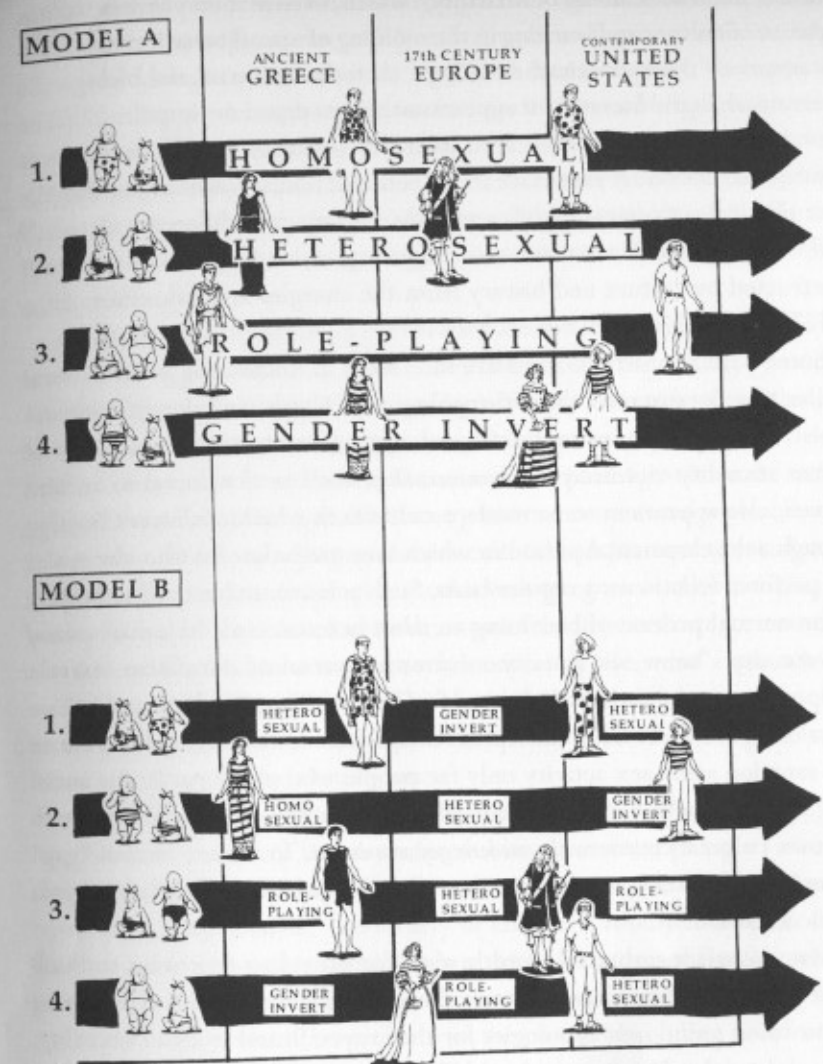 MODEL A
ANCIENT
GREECE
17th CENTURY
EUROPE
CONTEMPORARY
UNITED
STATES
1.
HOMOSEXUAL
2.
HETEROSEXUAL
3.
ROLE-PLAYING
4.
GENDER INVERT
MODEL B
1.
HETERO
SEXUAL
GENDER
INVERT
HETERO
SEXUAL
2.
HOMO
SEXUAL
HETERO
SEXUAL
GENDER
INVERT
3.
ROLE-
PLAYING
HETERO
SEXUAL
ROLE-
PLAYING
4.
GENDER
INVERT
ROLE-
PLAYING
HETERO
SEXUAL